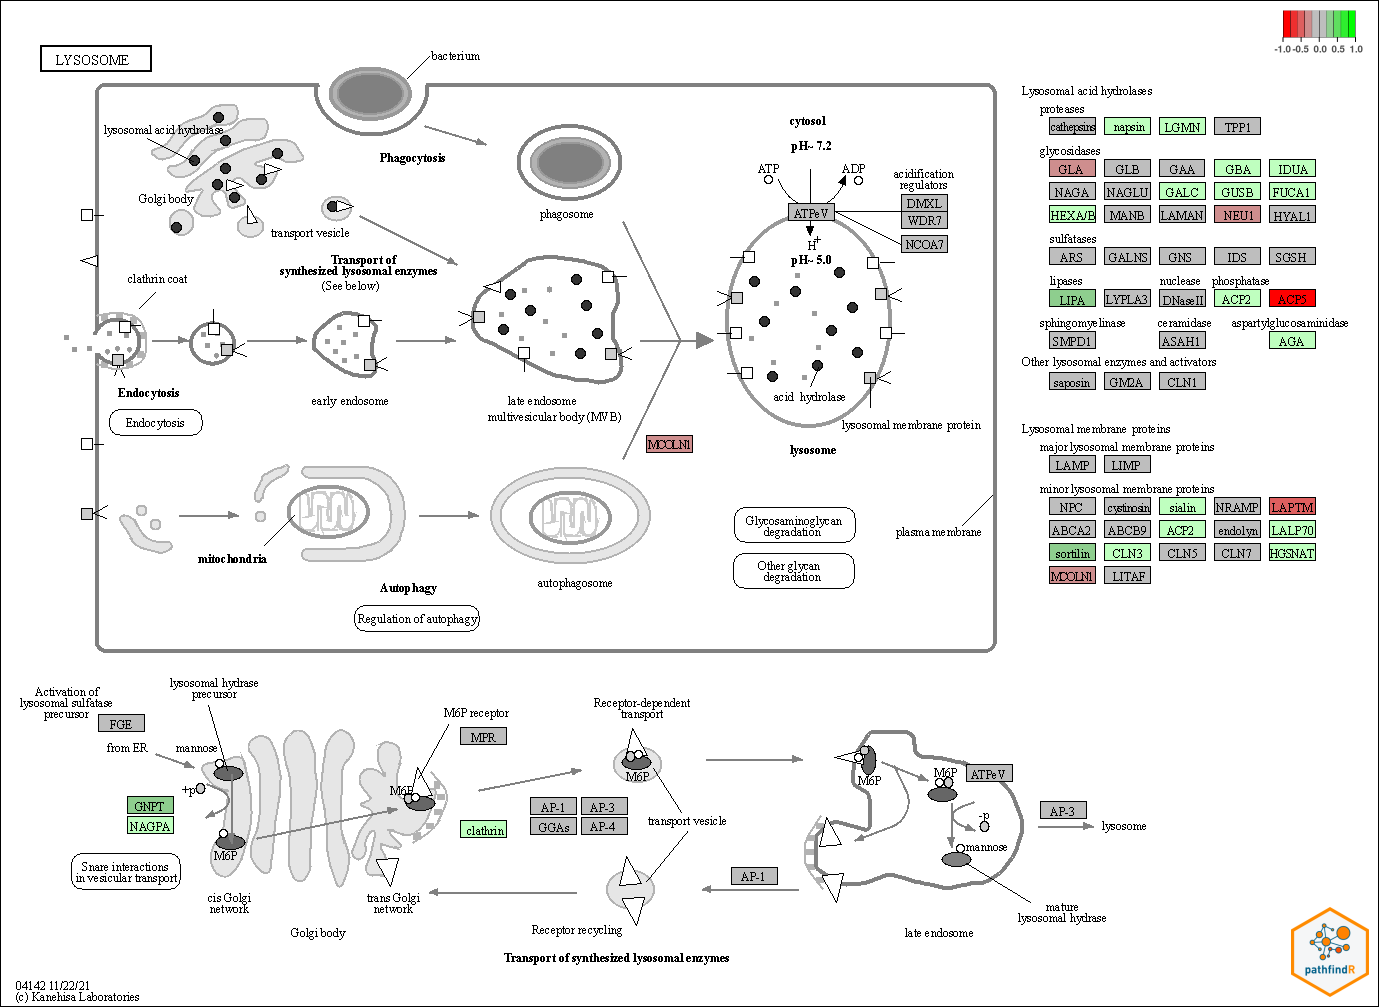 LYSOSOME
bacterium
-1.0 -0.5 0.0 0.5 1.0
lysosomal acid hydrolase
Phagocytosis
Golgi body
transport vesicle
phagosome
Transport of
synthesized lysosomal enzymes
(See below)
clathrin coat
cytosol
pH~ 7.2
ATP
ADP
acidification
regulators
ATPeV
DMXL
WDR7
NCOA7
H+
pH~ 5.0
Endocytosis
Endocytosis
early endosome
late endosome
multivesicular body (MVB)
acid hydrolase
lysosomal membrane protein
lysosome
MCOLN1
mitochondria
Autophagy
Regulation of autophagy
autophagosome
Glycosaminoglycan
degradation
Other glycan
degradation
plasma membrane
Lysosomal acid hydrolases
proteases
cathepsins napsin LGMN TPP1
glycosidases
GLA GLB GAA GBA IDUA
NAGA NAGLU GALC GUSB FUCA1
HEXA/B MANB LAMAN NEU1 HYAL1
sulfatases
ARS GALNS GNS IDS SGSH
lipases nuclease phosphatase
LIPA LYPLA3 DNaseII ACP2 ACP5
sphingomyelinase ceramidase aspartylglucosaminidase
SMPD1 ASAH1 AGA
Other lysosomal enzymes and activators
saposin GM2A CLN1
Lysosomal membrane proteins
major lysosomal membrane proteins
LAMP LIMP
minor lysosomal membrane proteins
NPC cystinosin sialin NRAMP LAPTM
ABCA2 ABCB9 ACP2 endolyn LALP70
sortilin CLN3 CLN5 CLN7 HGSNAT
MCOLN1 LITAF
Activation of
lysosomal sulfatase
precursor
FGE
lysosomal hydrase
precursor
from ER
mannose
+p
GNPT
NAGPA
M6P
Snare interactions
in vesicular transport
cis Golgi
network
Golgi body
trans Golgi
network
M6P receptor
MPR
M6P
clathrin
Receptor-dependent
transport
M6P
AP-1 AP-3
GGAs AP-4
transport vesicle
Receptor recycling
AP-1
M6P
M6P
ATPeV
-p
mannose
AP-3
lysosome
mature
lysosomal hydrase
late endosome
Transport of synthesized lysosomal enzymes
04142 11/22/21
(c) Kanehisa Laboratories
pathfindR